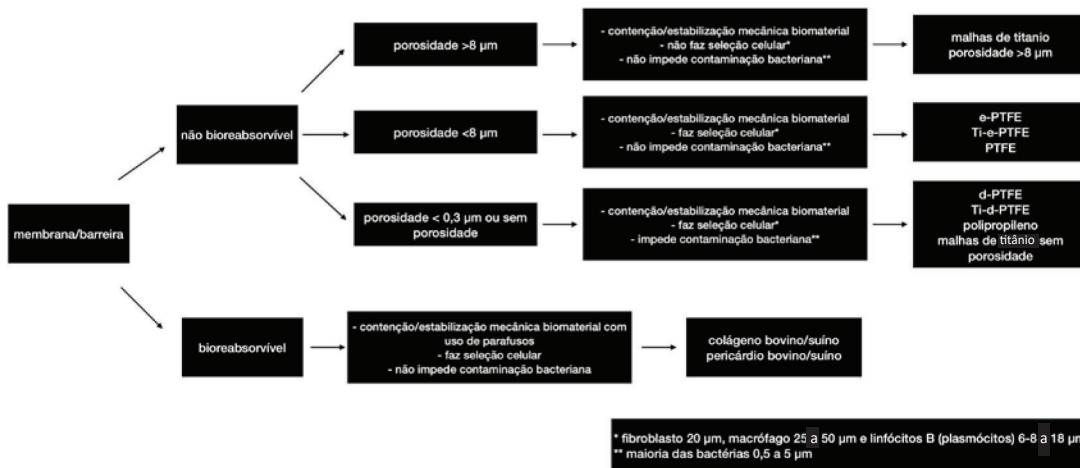 porosidade >8 µm
- contenção/estabilização mecânica biomaterial
- não faz seleção celular*
- não impede contaminação bacteriana**
malhas de titanio
porosidade >8 µm
não bioreabsorvível
porosidade <8 µm
- contenção/estabilização mecânica biomaterial
- faz seleção celular*
- não impede contaminação bacteriana**
e-PTFE
Ti-e-PTFE
PTFE
membrana/barreira
porosidade < 0,3 µm ou sem
porosidade
- contenção/estabilização mecânica biomaterial
- faz seleção celular*
- impede contaminação bacteriana**
d-PTFE
Ti-d-PTFE
polipropileno
malhas de titânio sem
porosidade
bioreabsorvível
- contenção/estabilização mecânica biomaterial com
uso de parafusos
- faz seleção celular
- não impede contaminação bacteriana
colágeno bovino/suíno
pericárdio bovino/suíno
* fibroblasto 20 µm, macrófago 25 a 50 µm e linfócitos B (plasmócitos) 6-8 a 18 µm
** maioria das bactérias 0,5 a 5 µm